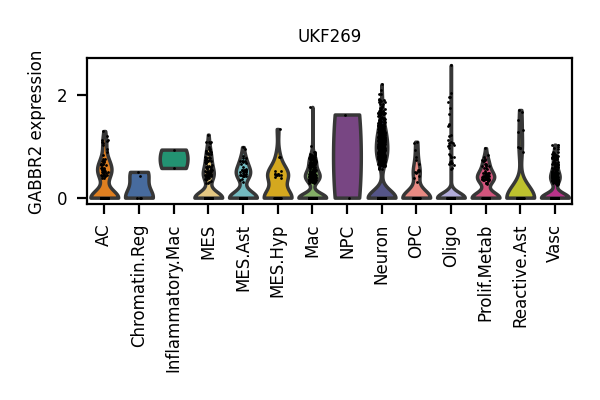 UKF269
GABBR2 expression
2
0
AC
Chromatin.Reg
Inflammatory.Mac
MES
MES.Ast
MES.Hyp
Mac
NPC
Neuron
OPC
Oligo
Prolif.Metab
Reactive.Ast
Vasc